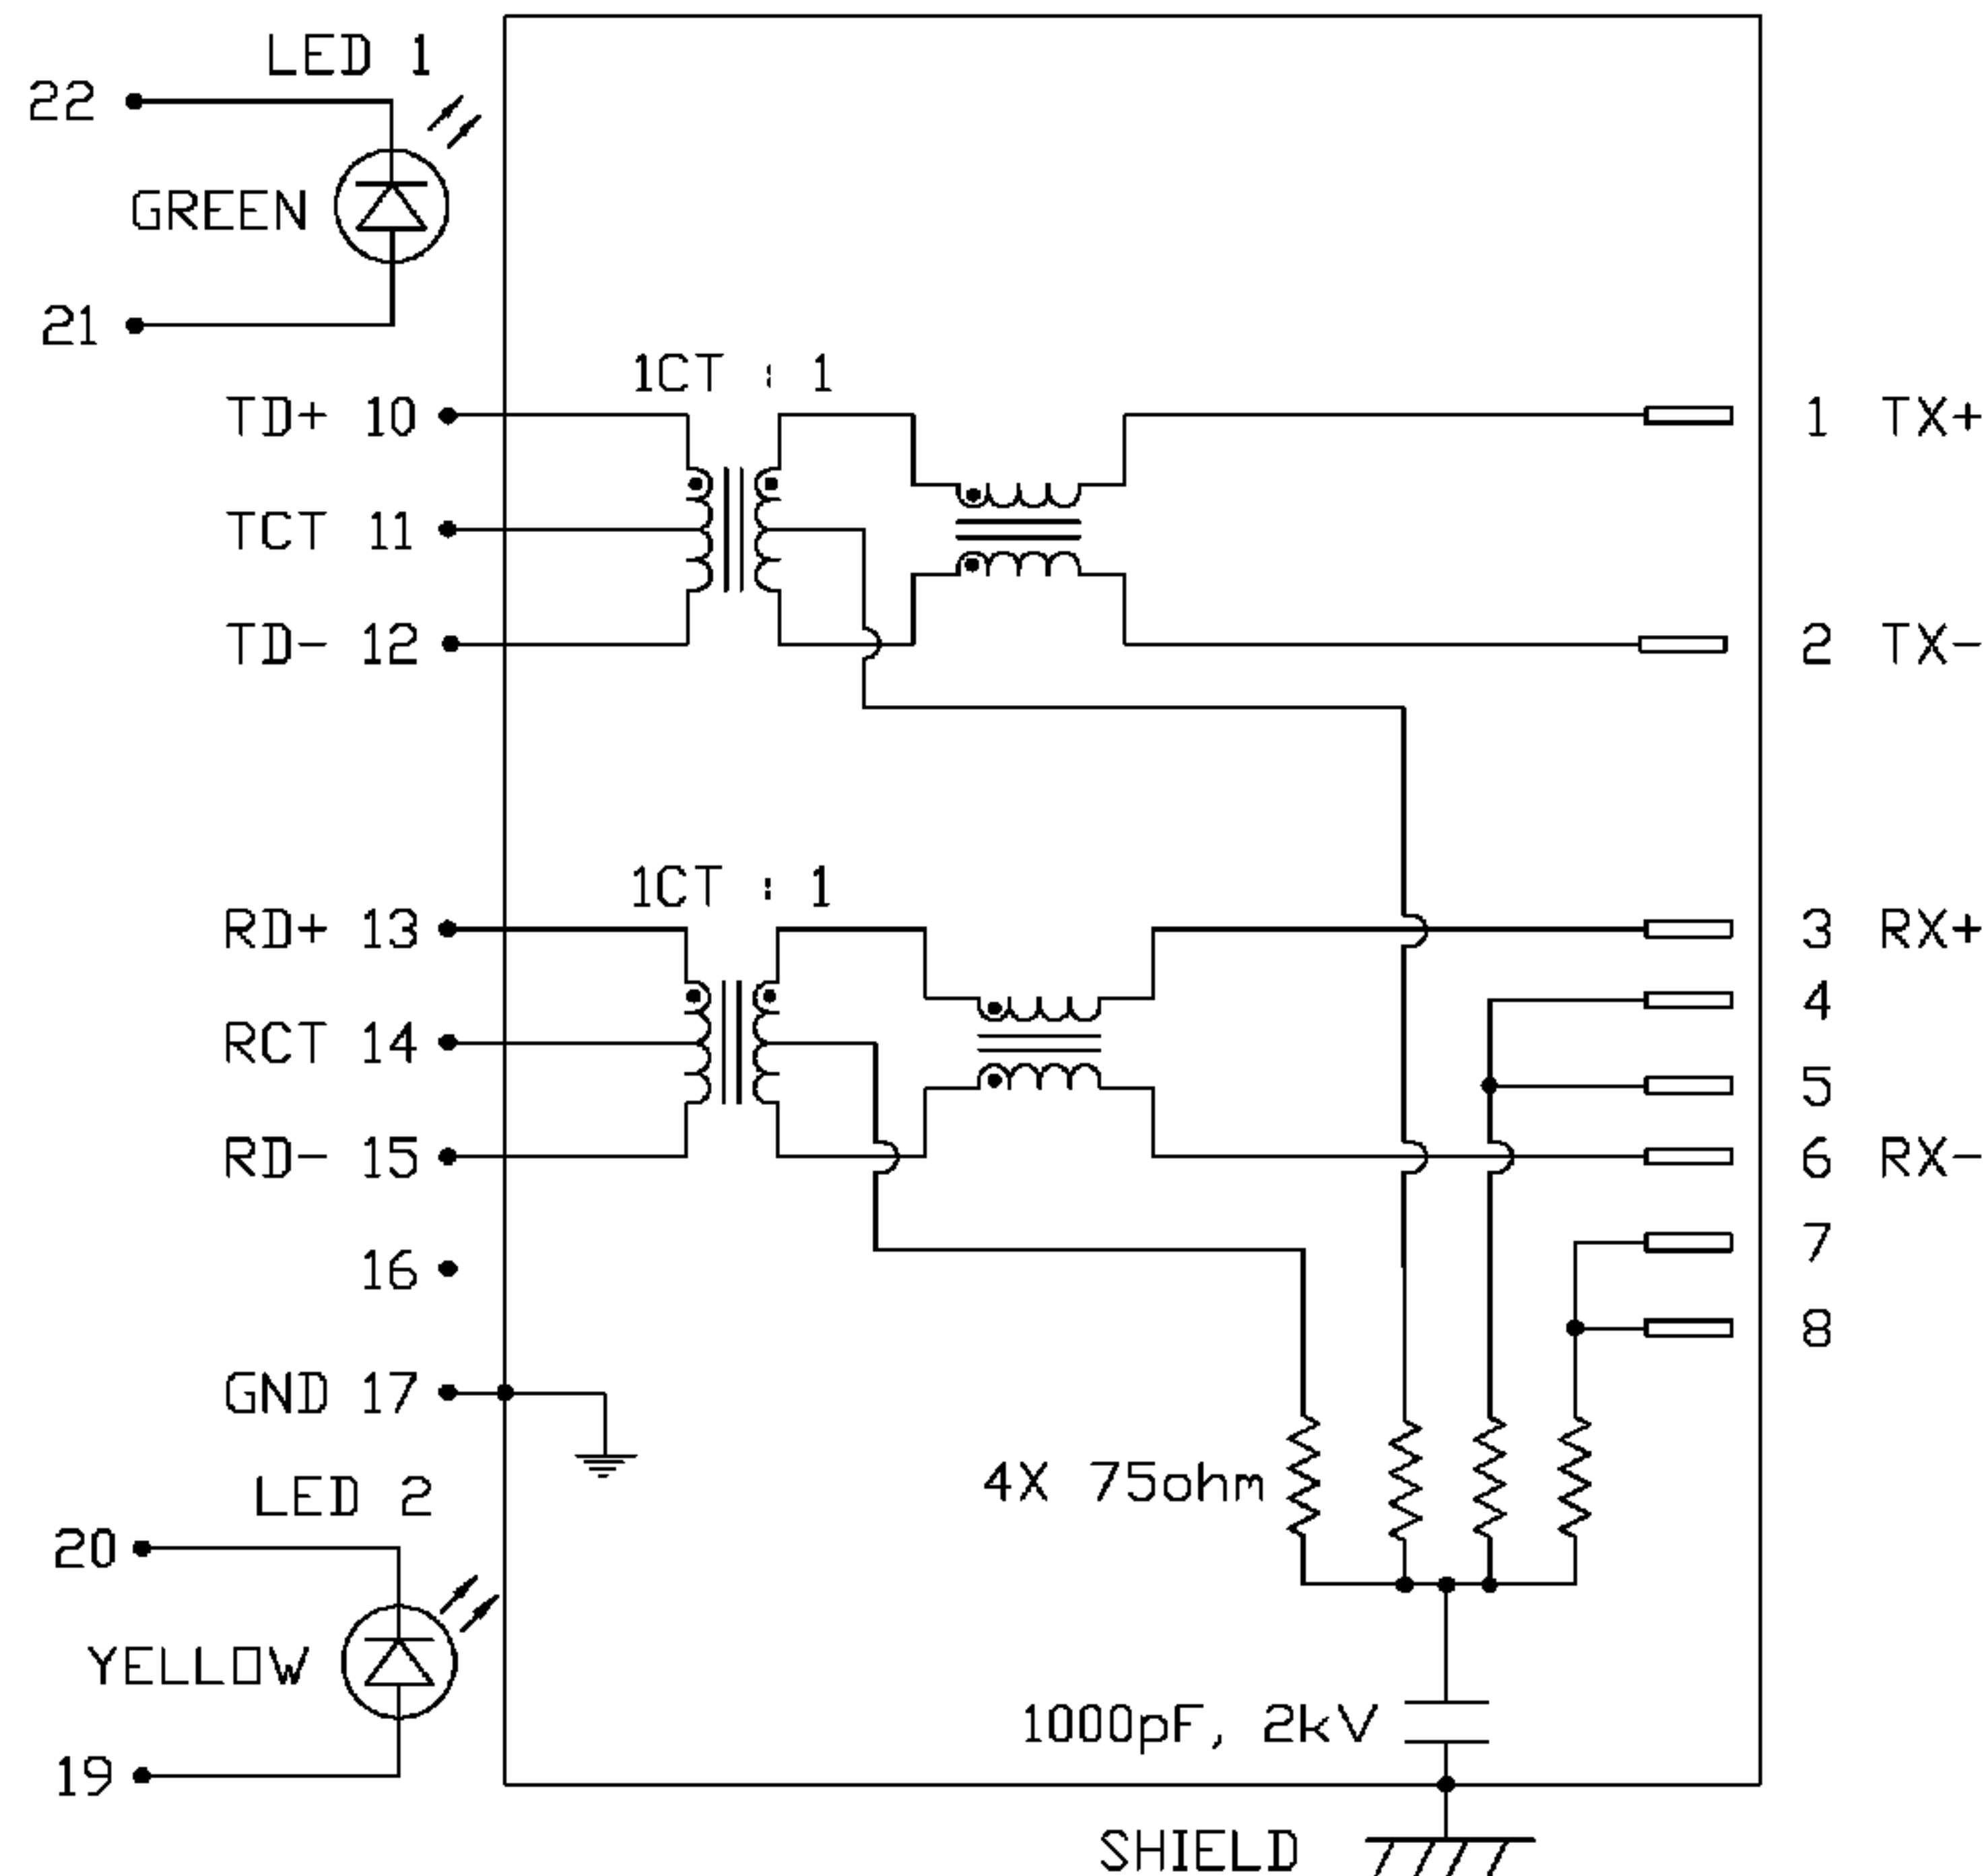 LED 1
22
GREEN
21
1CT : 1
TD+ 10
1 TX+
TCT 11
TD- 12
2 TX-
1CT : 1
RD+ 13
3 RX+
4
RCT 14
5
RD- 15
6 RX-
7
16
8
GND 17
4X 75ohm
LED 2
20
YELLOW
1000pF, 2kV
19
SHIELD